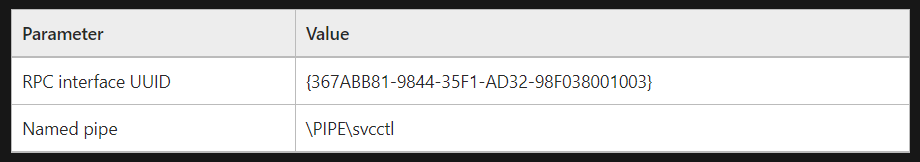 Parameter Value
RPC interface UUID {367ABB81-9844-35F1-AD32-98F038001003}
Named pipe \PIPE\svcctl